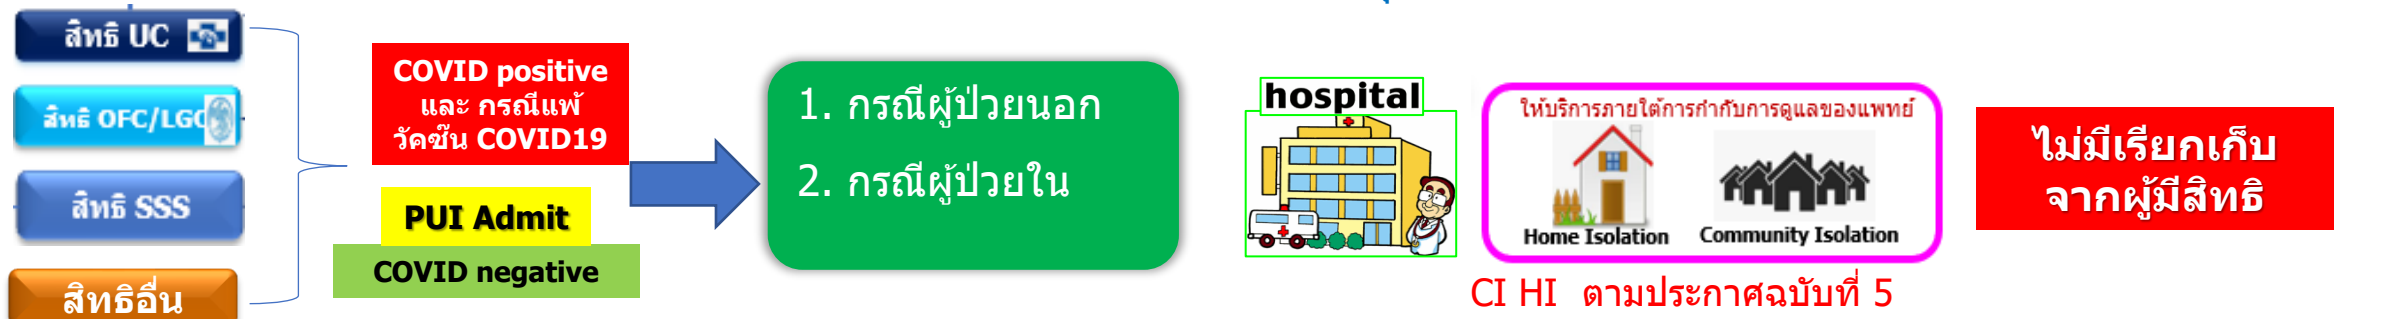 สิทธิ UC
สิทธิ OFC/LGO
สิทธิ SSS
สิทธิอื่น
COVID positive
และ กรณีแพ้
วัคซ๊น COVID19
PUI Admit
COVID negative
1. กรณีผู้ป่วยนอก
2. กรณีผู้ป่วยใน
hospital
ให้บริการภายใต้การกำกับการดูแลของแพทย์
Home Isolation
Community Isolation
CI HI ตามประกาศฉบับที่ 5
ไม่มีเรียกเก็บ
จากผู้มีสิทธิ